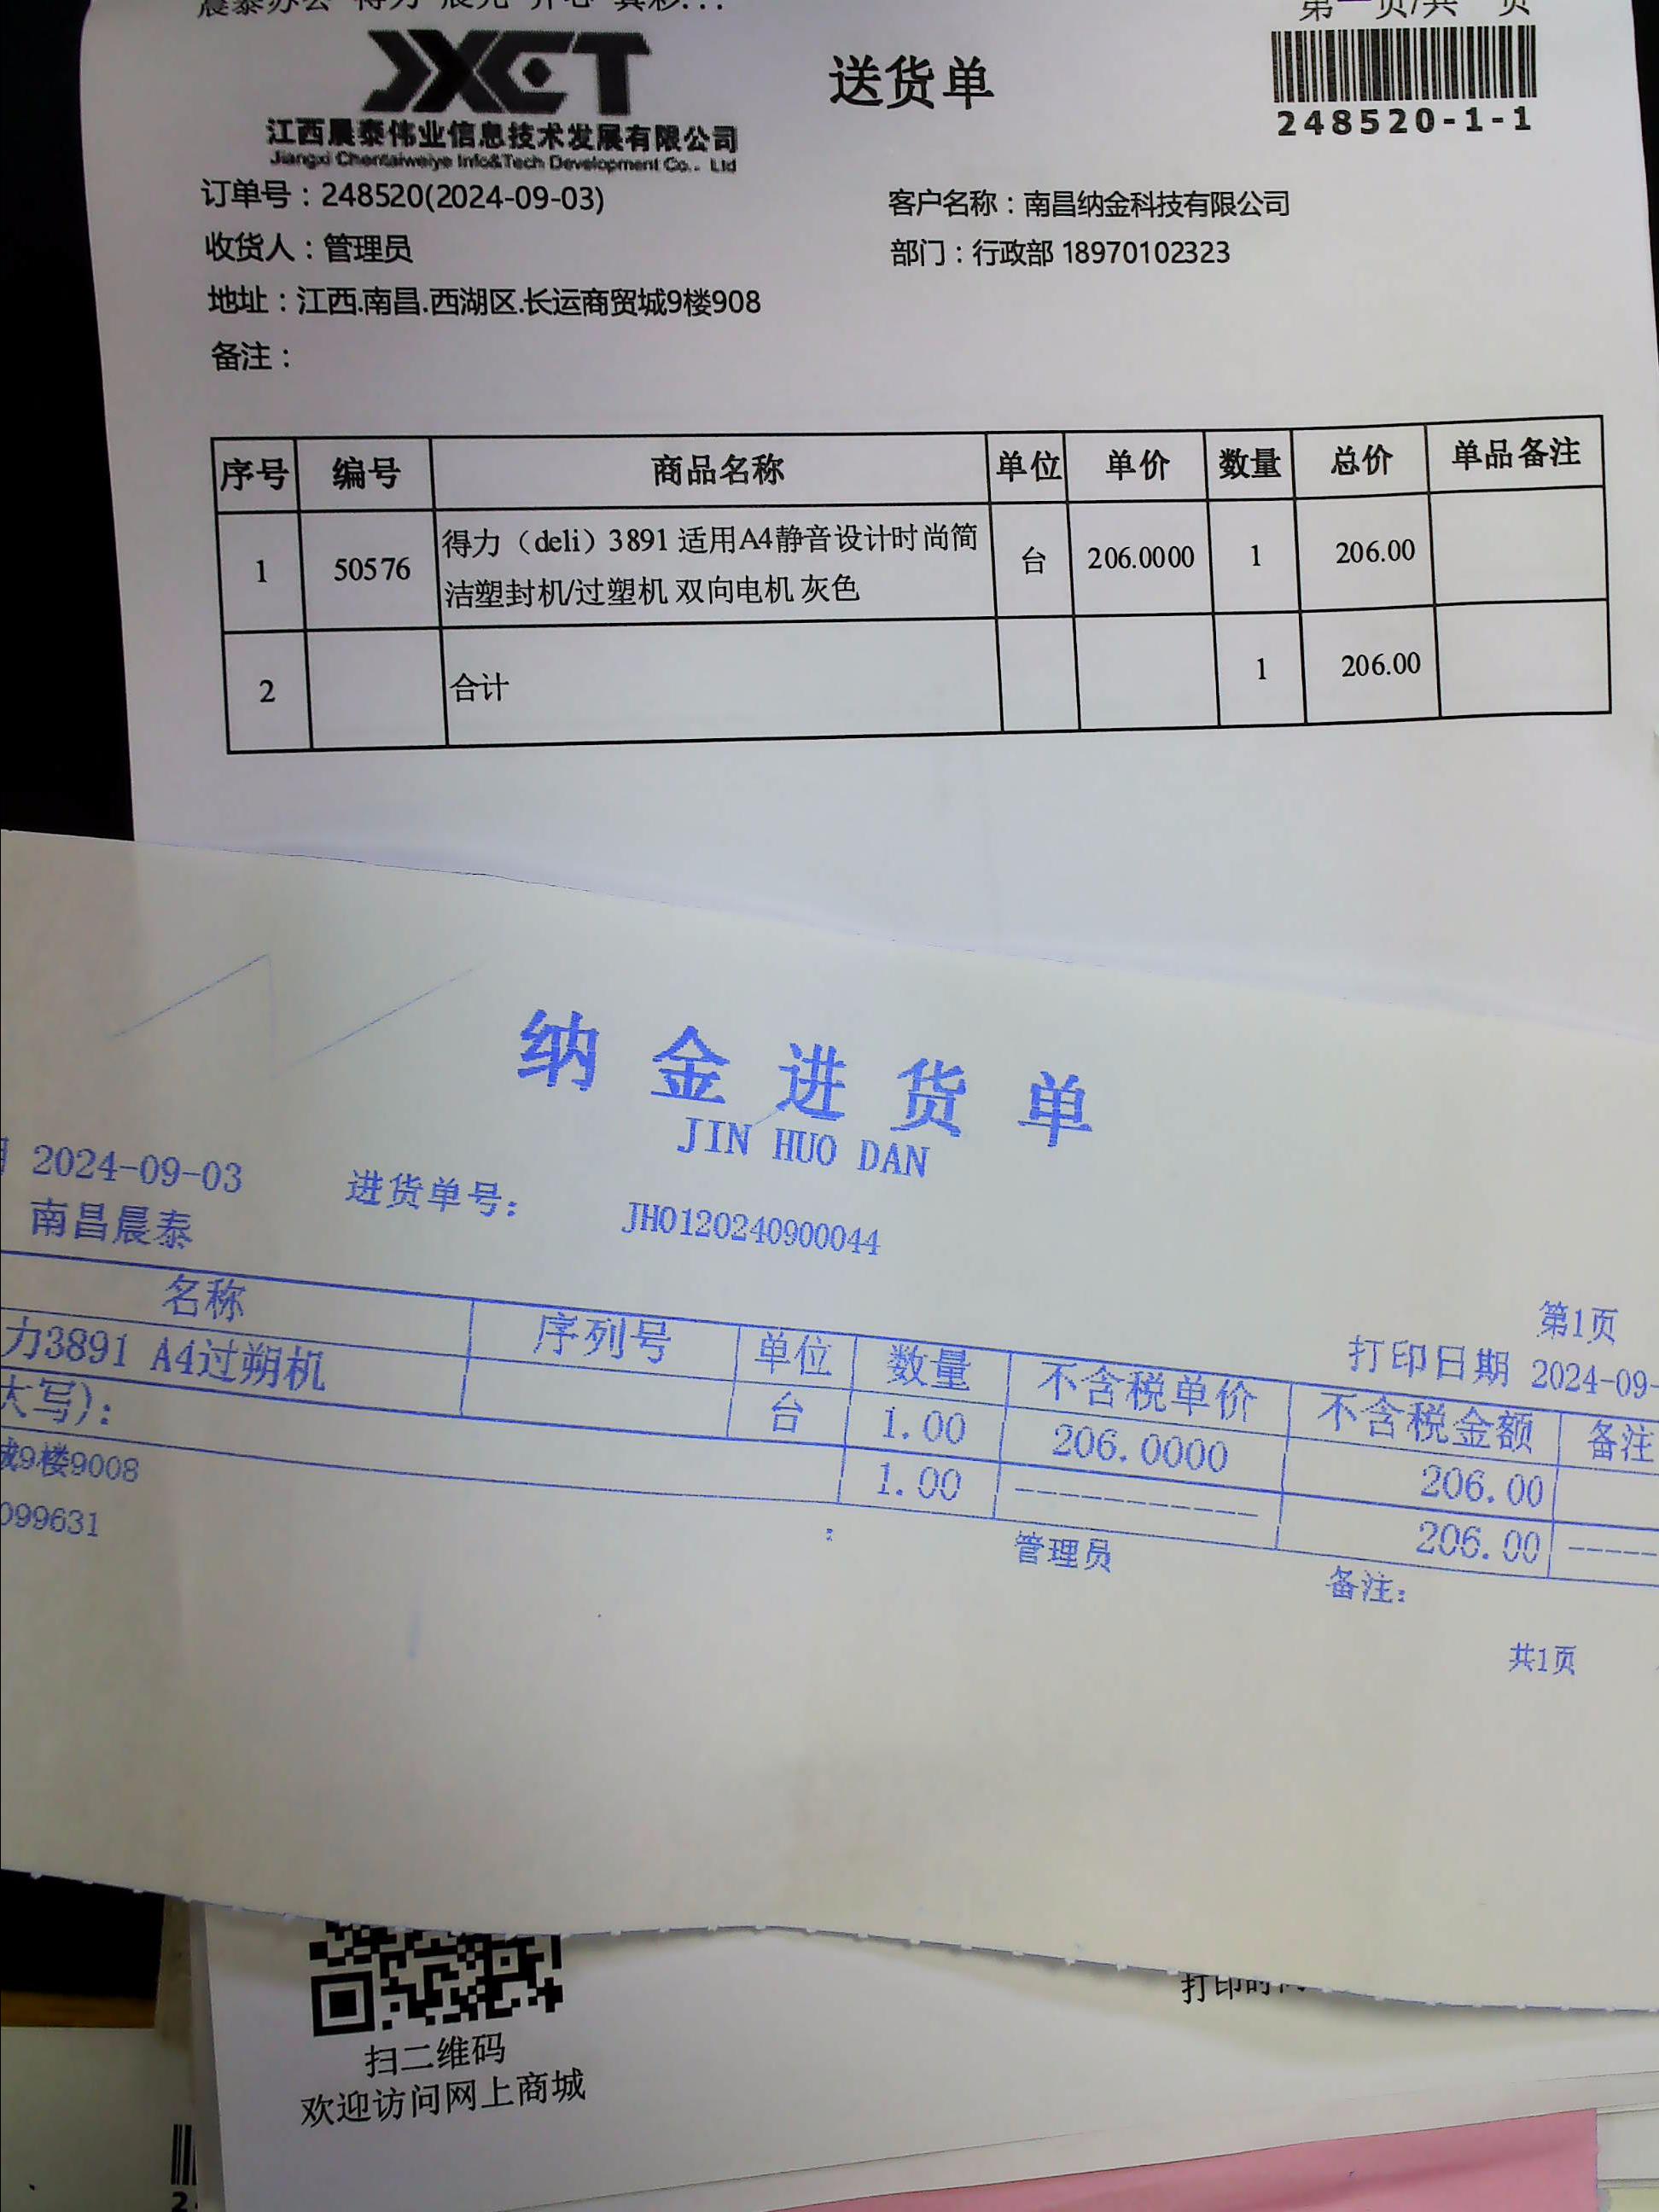 晨泰办公 得力 晨光 齐心 真彩...
第一页/共 页
JXCT
送货单
248520-1-1
江西晨泰伟业信息技术发展有限公司
Jiangxi Chentaiweiye Info&Tech Development Co., Ltd
订单号：248520(2024-09-03)
客户名称：南昌纳金科技有限公司
收货人：管理员
部门：行政部 18970102323
地址：江西.南昌.西湖区.长运商贸城9楼908
备注：
序号 编号 商品名称 单位 单价 数量 总价 单品备注
1 50576 得力（deli）3891 适用A4静音设计时尚简 台 206.0000 1 206.00
洁塑封机/过塑机 双向电机 灰色
2 合计 1 206.00
纳金进货单
JIN HUO DAN
2024-09-03 进货单号： JH0120240900044
南昌晨泰
第1页
打印日期 2024-09-
名称 序列号 单位 数量 不含税单价 不含税金额 备注
力3891 A4过朔机 台 1.00 206.0000 206.00
大写)： 1.00 ----------- 206.00 -----
城9楼9008
099631
： 管理员 备注：
共1页
扫二维码
欢迎访问网上商城